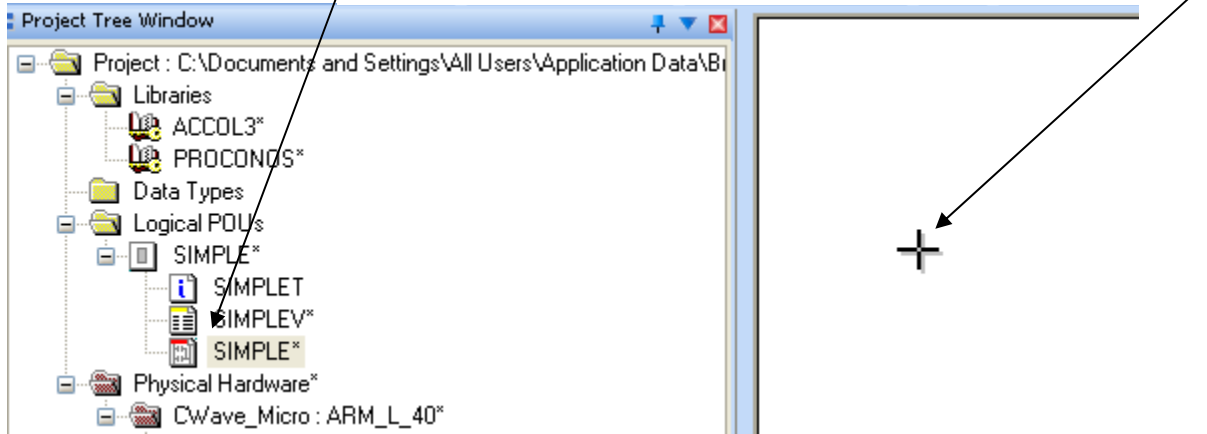 Project Tree Window
Project : C:\Documents and Settings\All Users\Application Data\Br
Libraries
ACCOL3*
PROCONOS*
Data Types
Logical POUs
SIMPLE*
SIMPLET
SIMPLEV*
SIMPLE*
Physical Hardware*
CWave_Micro : ARM_L_40*